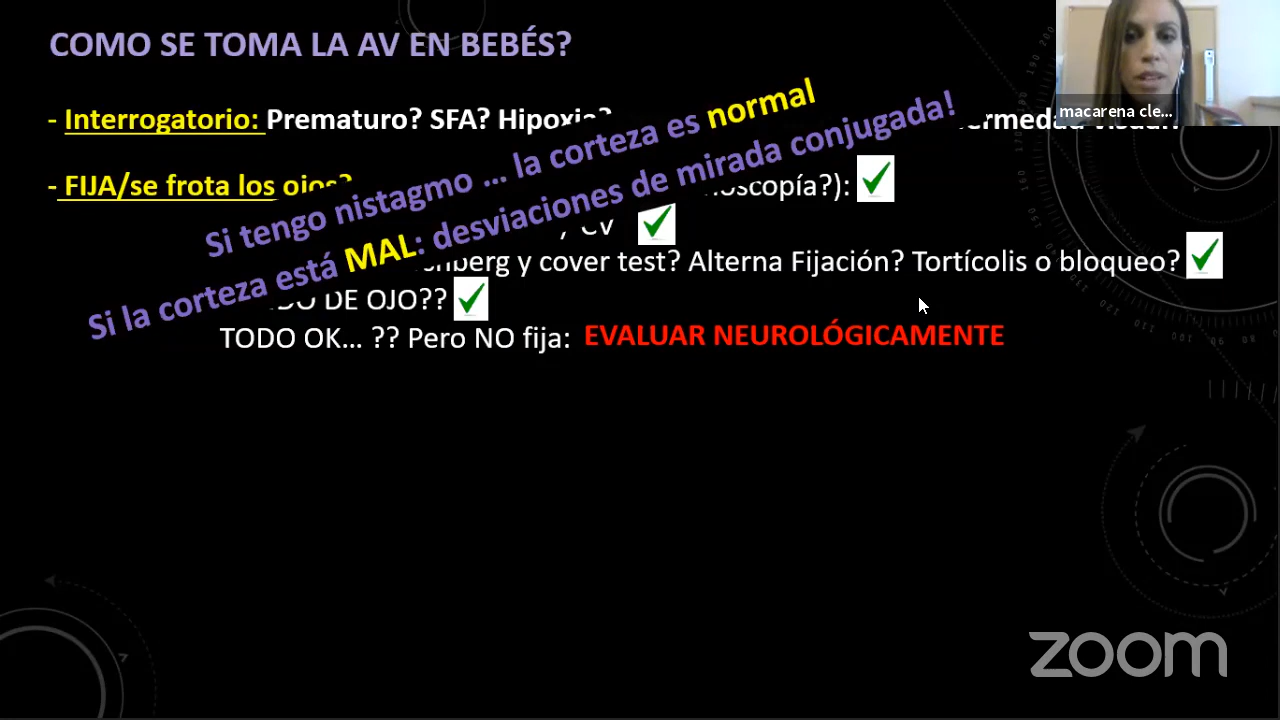 COMO SE TOMA LA AV EN BEBÉS?
macarena cle...
- Interrogatorio: Prematuro? SFA? Hipoxia?
- FIJA/se frota los ojos?
Si tengo nistagmo ... la corteza es normal
Si la corteza está MAL: desviaciones de mirada conjugada!
y cover test? Alterna Fijación? Tortícolis o bloqueo?
DE OJO??
TODO OK... ?? Pero NO fija: EVALUAR NEUROLÓGICAMENTE
zoom